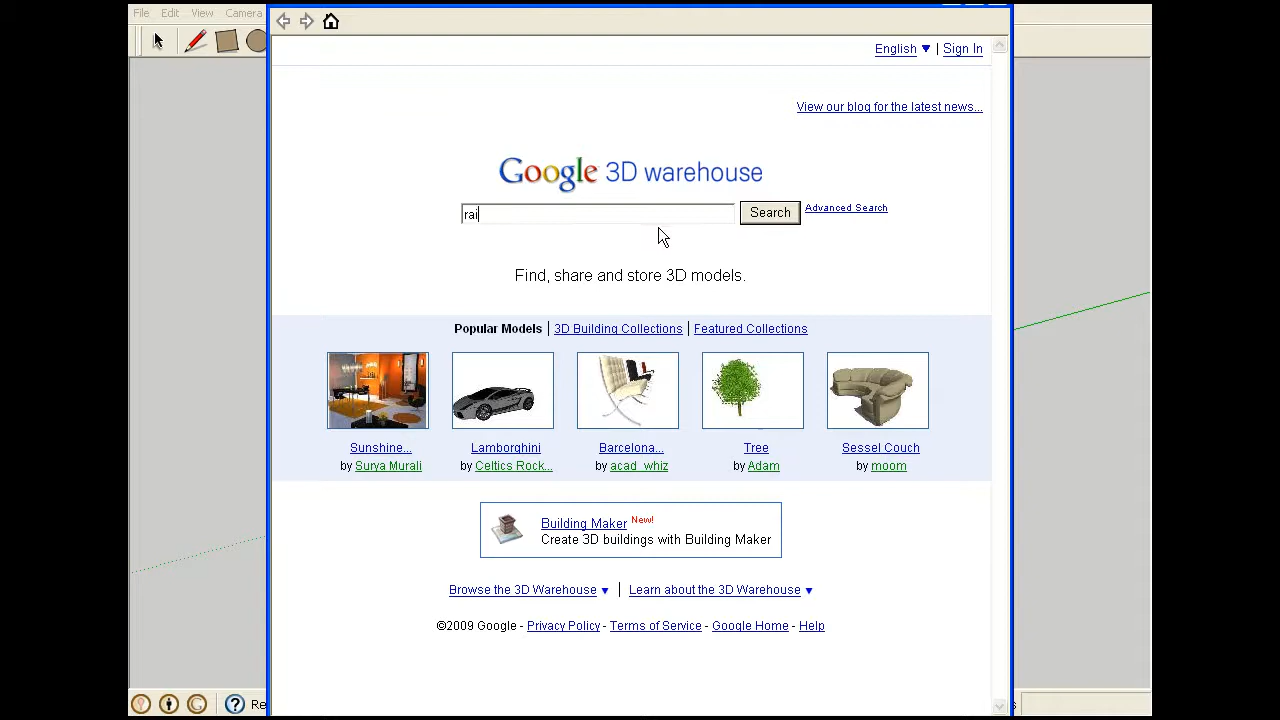 File Edit View Camera
English ▼ | Sign In
View our blog for the latest news...
Google 3D warehouse
rai Search Advanced Search
Find, share and store 3D models.
Popular Models | 3D Building Collections | Featured Collections
Sunshine... Lamborghini Barcelona... Tree Sessel Couch
by Surya Murali by Celtics Rock... by acad_whiz by Adam by moom
Building Maker New!
Create 3D buildings with Building Maker
Browse the 3D Warehouse ▼ | Learn about the 3D Warehouse ▼
©2009 Google - Privacy Policy - Terms of Service - Google Home - Help